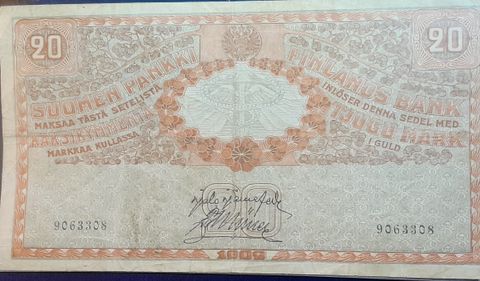 20
20
SUOMEN PANKKI
MAKSAA TÄSTÄ SETELISTÄ
KAKSIKYMMENTÄ
MARKKAA KULLASSA
FINLANDS BANK
INLÖSER DENNA SEDEL MED
TJUGU MARK
I GULD
20
9063308
9063308
1909